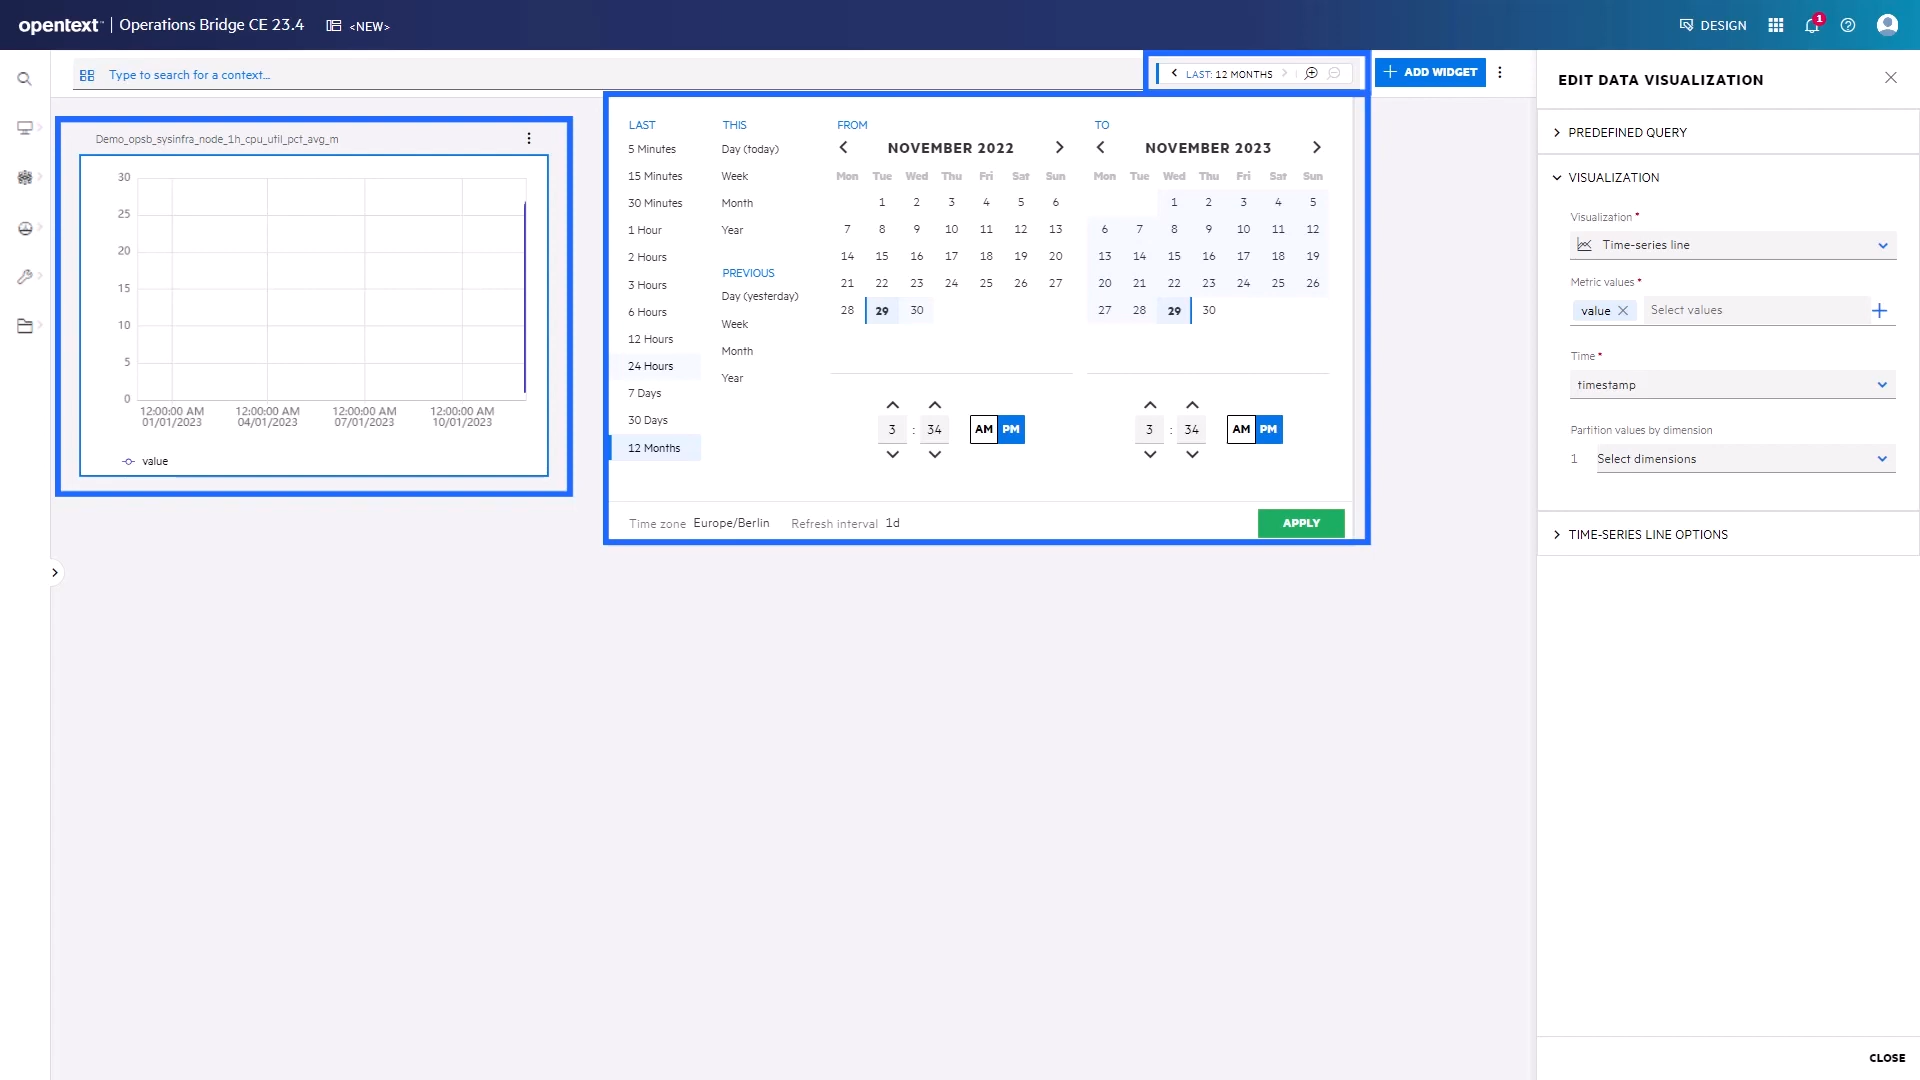 opentext™ | Operations Bridge CE 23.4 <NEW>
DESIGN
1
Type to search for a context...
LAST: 12 MONTHS
ADD WIDGET
Demo_opsb_sysinfra_node_1h_cpu_util_pct_avg_m
30
25
20
15
10
5
0
12:00:00 AM 12:00:00 AM 12:00:00 AM 12:00:00 AM
01/01/2023 04/01/2023 07/01/2023 10/01/2023
value
LAST
5 Minutes
15 Minutes
30 Minutes
1 Hour
2 Hours
3 Hours
6 Hours
12 Hours
24 Hours
7 Days
30 Days
12 Months
THIS
Day (today)
Week
Month
Year
PREVIOUS
Day (yesterday)
Week
Month
Year
FROM
NOVEMBER 2022
Mon Tue Wed Thu Fri Sat Sun
1 2 3 4 5 6
7 8 9 10 11 12 13
14 15 16 17 18 19 20
21 22 23 24 25 26 27
28 29 30
3 : 34 AM PM
TO
NOVEMBER 2023
Mon Tue Wed Thu Fri Sat Sun
1 2 3 4 5
6 7 8 9 10 11 12
13 14 15 16 17 18 19
20 21 22 23 24 25 26
27 28 29 30
3 : 34 AM PM
Time zone Europe/Berlin Refresh interval 1d
APPLY
EDIT DATA VISUALIZATION
PREDEFINED QUERY
VISUALIZATION
Visualization *
Time-series line
Metric values *
value Select values
Time *
timestamp
Partition values by dimension
1 Select dimensions
TIME-SERIES LINE OPTIONS
CLOSE